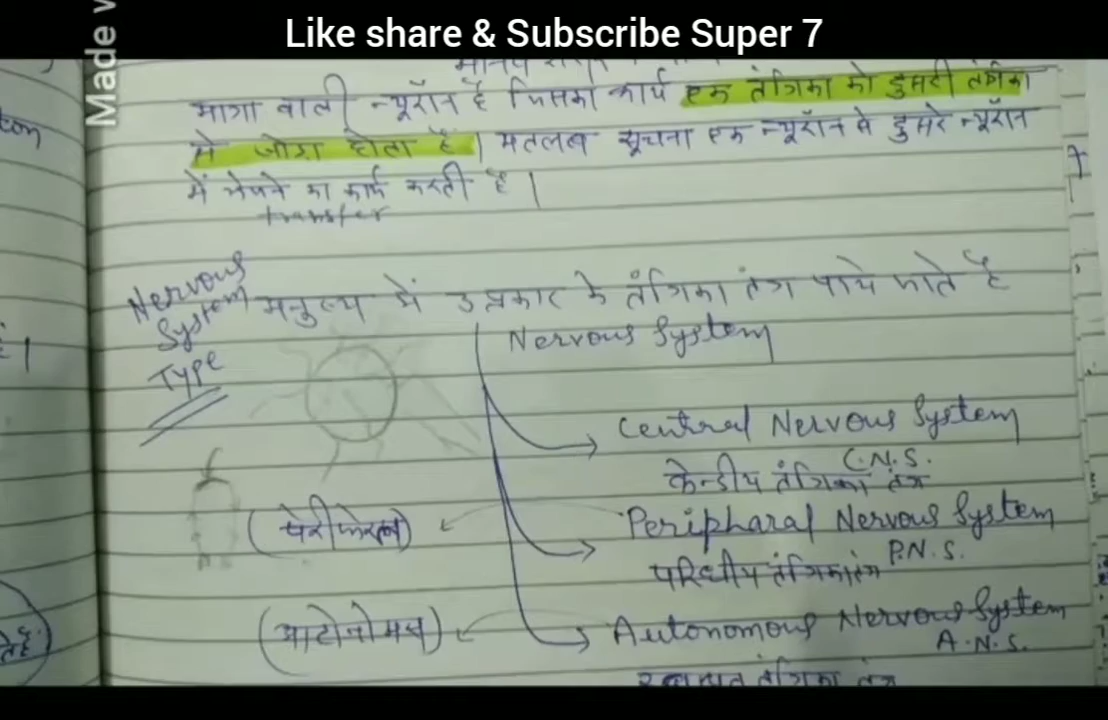 Like share & Subscribe Super 7
Made
मागा वाली न्यूरॉन है जिसका कार्य एक तंत्रिका को दुसरी तंत्रिका
से जोड़ा होता है। मतलब सूचना एक न्यूरॉन से दुसरे न्यूरॉन
में भेजने का कार्य करती है।
transfer
Nervous
System
Type
मनुष्य में 3 प्रकार के तंत्रिका तंत्र पाये जाते है
Nervous System
Central Nervous System
C.N.S.
केन्द्रीय तंत्रिका तंत्र
(पेरीफेरल)
Peripharal Nervous System
P.N.S.
परिधीय तंत्रिकातंत्र
(आटोनोमस)
Autonomous Nervous System
A.N.S.
तंत्रिका तंत्र